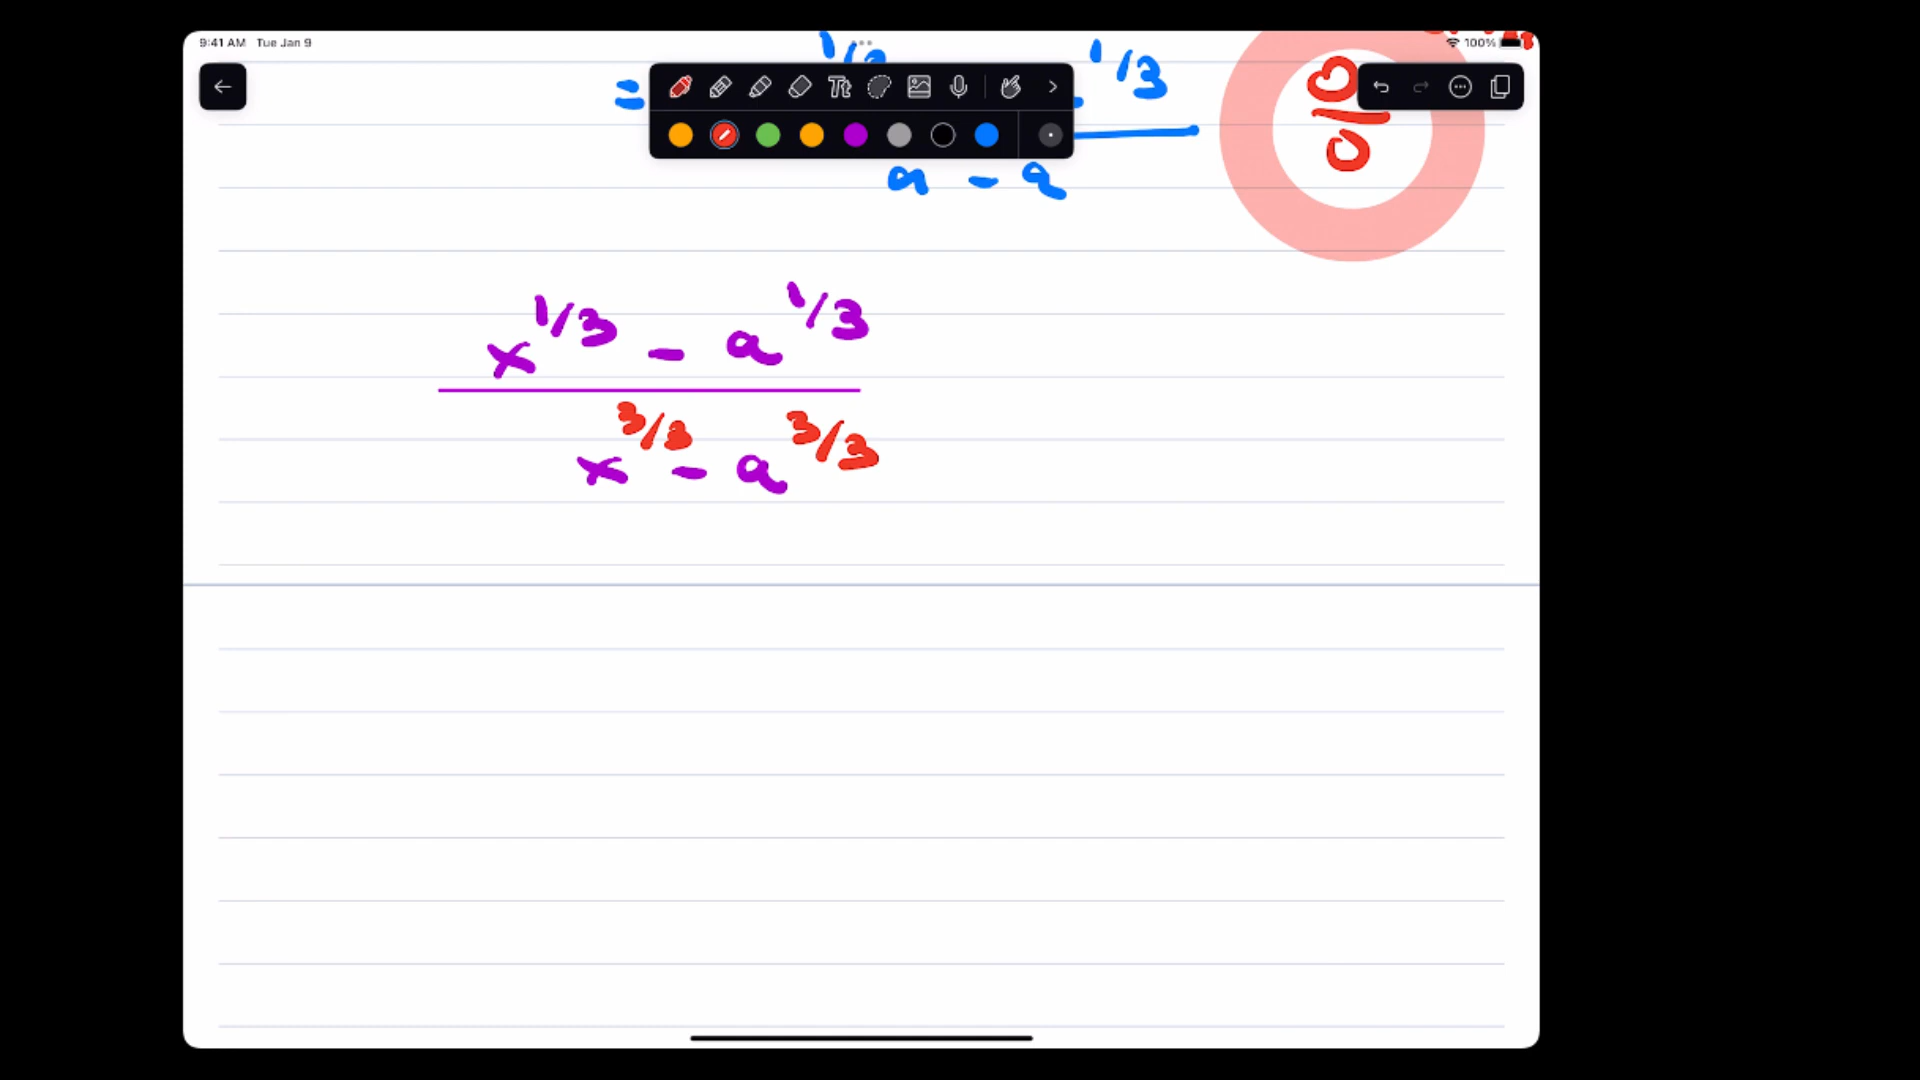 9:41 AM Tue Jan 9 100%
= 1/3
a - a
0/0
x^1/3 - a^1/3
x^3/3 - a^3/3